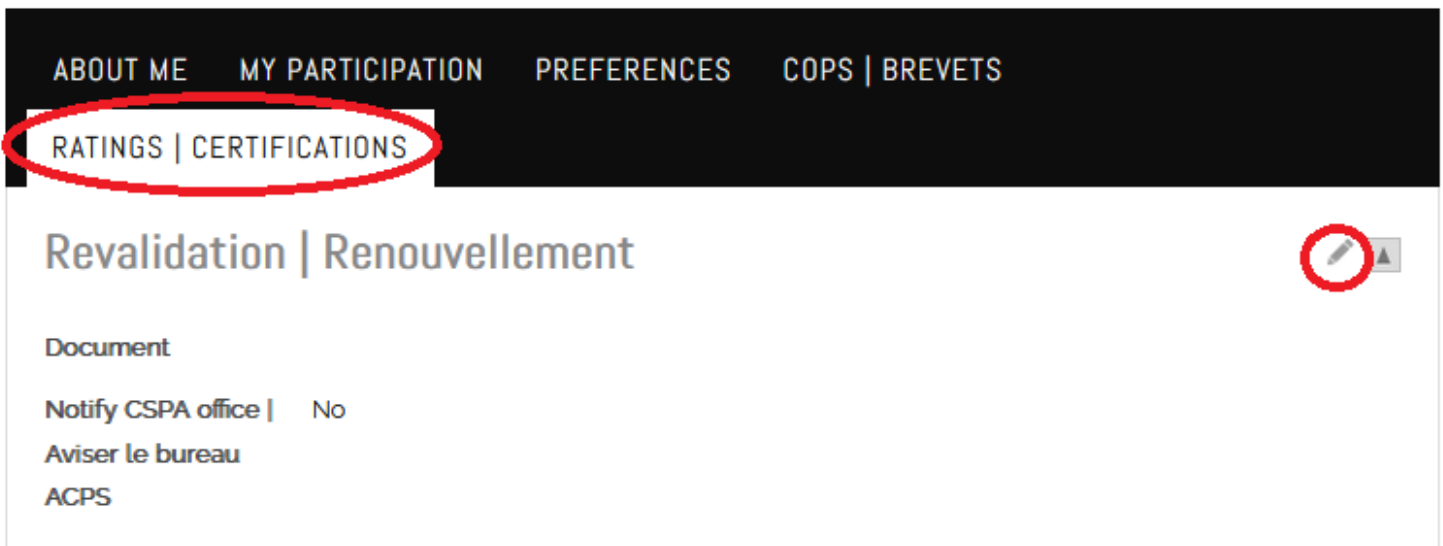 ABOUT ME MY PARTICIPATION PREFERENCES COPS | BREVETS
RATINGS | CERTIFICATIONS
Revalidation | Renouvellement
Document
Notify CSPA office | No
Aviser le bureau
ACPS